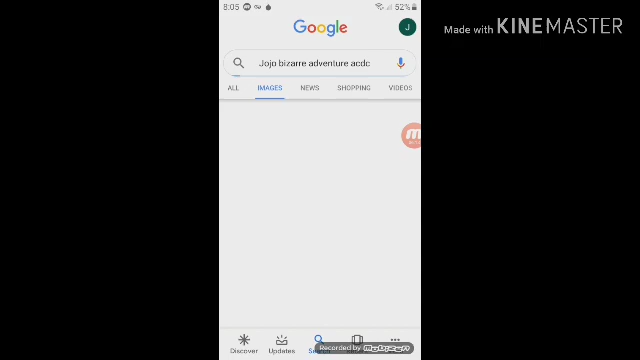 8:05
52%
Made with KINEMASTER
Google
J
Jojo bizarre adventure acdc
ALL IMAGES NEWS SHOPPING VIDEOS
Discover Updates
Recorded by mobizen